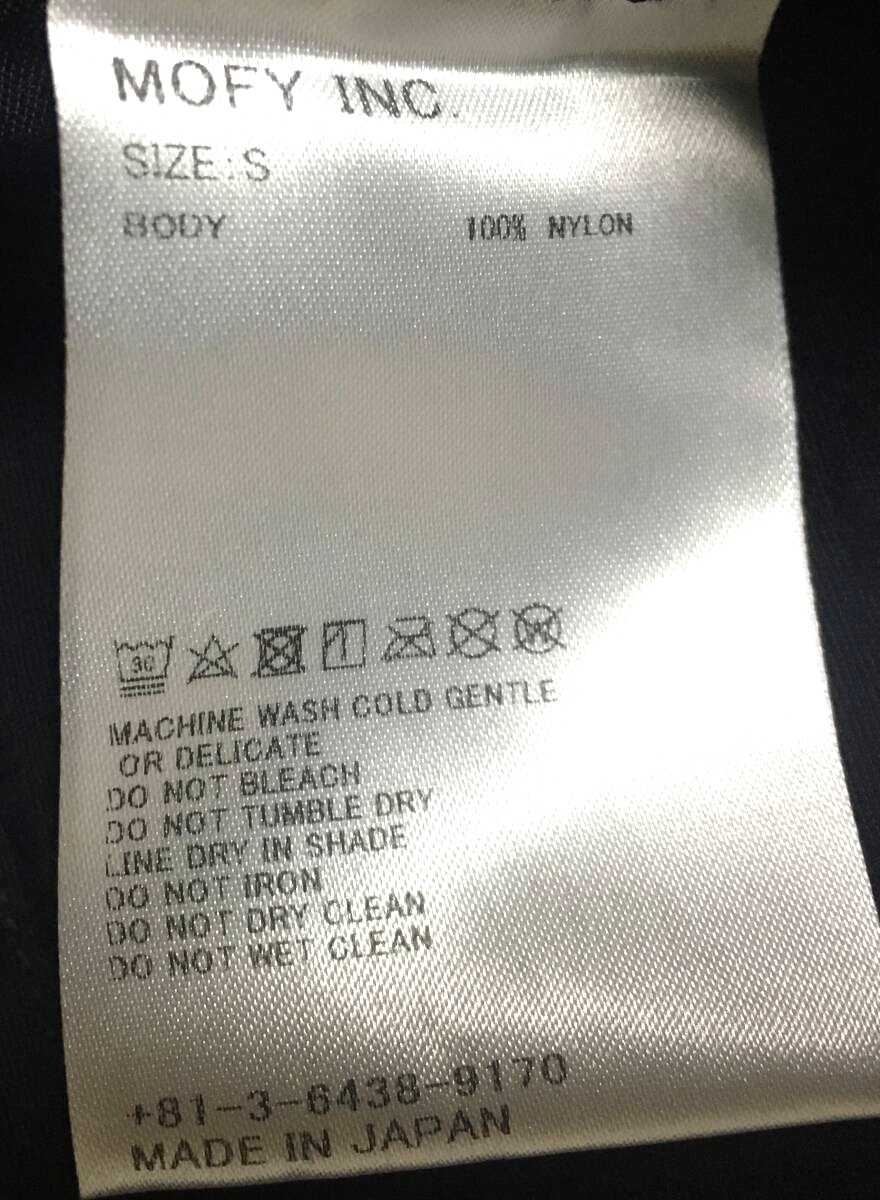 MOFY INC.
SIZE:S
BODY 100% NYLON
30 W
MACHINE WASH COLD GENTLE
OR DELICATE
DO NOT BLEACH
DO NOT TUMBLE DRY
LINE DRY IN SHADE
DO NOT IRON
DO NOT DRY CLEAN
DO NOT WET CLEAN
+81-3-6438-9170
MADE IN JAPAN